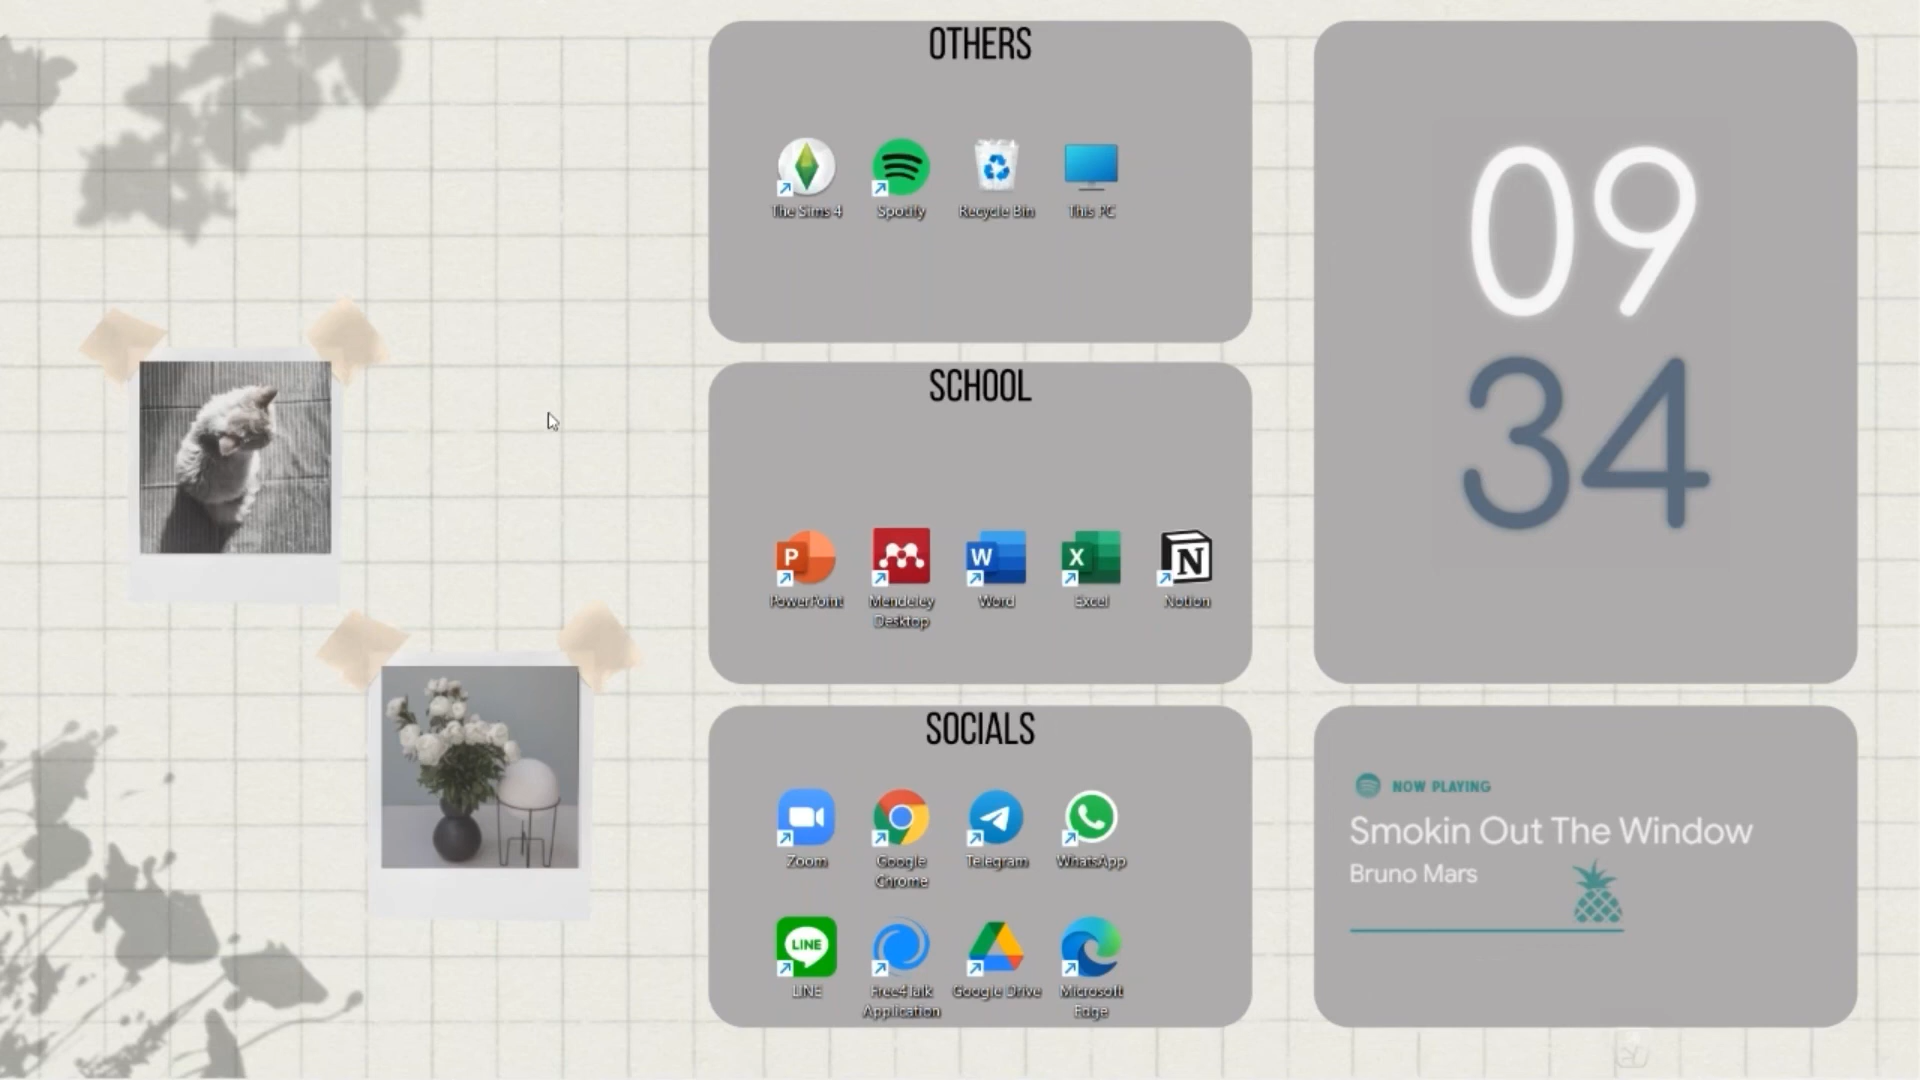 OTHERS
The Sims 4
Spotify
Recycle Bin
This PC
SCHOOL
P
W
X
N
PowerPoint
Mendeley
Desktop
Word
Excel
Notion
SOCIALS
Zoom
Google
Chrome
Telegram
WhatsApp
LINE
LINE
Free4Talk
Application
Google Drive
Microsoft
Edge
09
34
NOW PLAYING
Smokin Out The Window
Bruno Mars